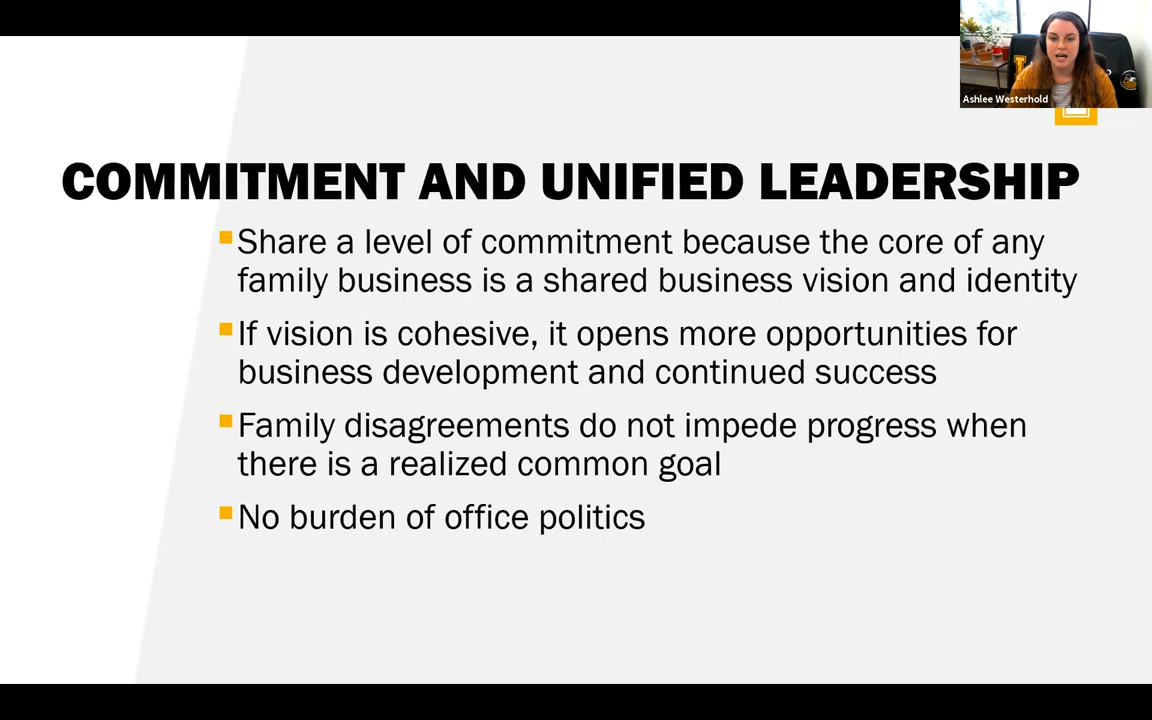 Ashlee Westerhold
COMMITMENT AND UNIFIED LEADERSHIP
Share a level of commitment because the core of any
family business is a shared business vision and identity
If vision is cohesive, it opens more opportunities for
business development and continued success
Family disagreements do not impede progress when
there is a realized common goal
No burden of office politics